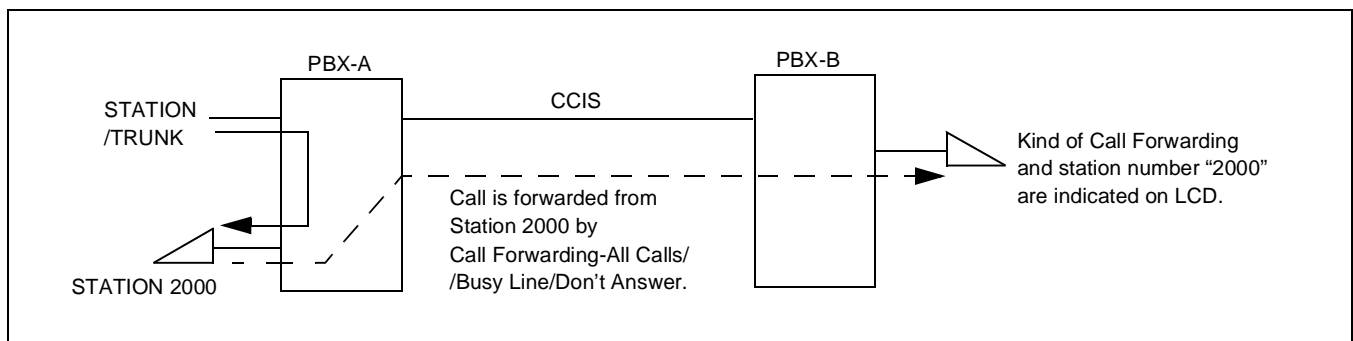 PBX-A
PBX-B
STATION
/TRUNK
CCIS
Kind of Call Forwarding
and station number “2000”
are indicated on LCD.
Call is forwarded from
Station 2000 by
Call Forwarding-All Calls/
/Busy Line/Don’t Answer.
STATION 2000